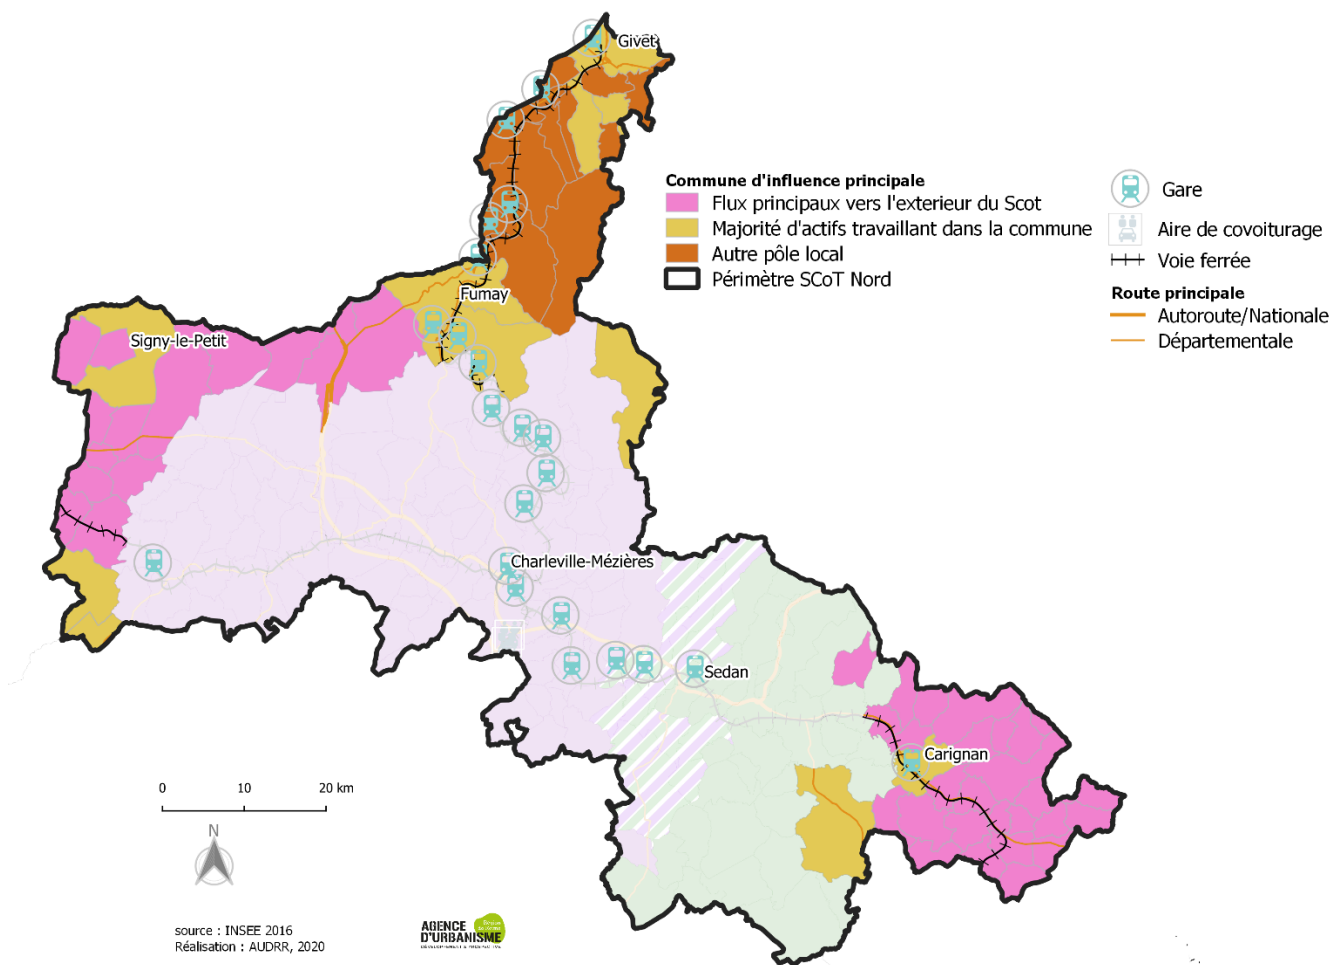 Givet
Commune d'influence principale
Flux principaux vers l'exterieur du Scot
Majorité d'actifs travaillant dans la commune
Autre pôle local
Périmètre SCoT Nord
Gare
Aire de covoiturage
Voie ferrée
Route principale
Autoroute/Nationale
Départementale
Fumay
Signy-le-Petit
Charleville-Mézières
Sedan
Carignan
0 10 20 km
N
source : INSEE 2016
Réalisation : AUDRR, 2020
AGENCE
D'URBANISME